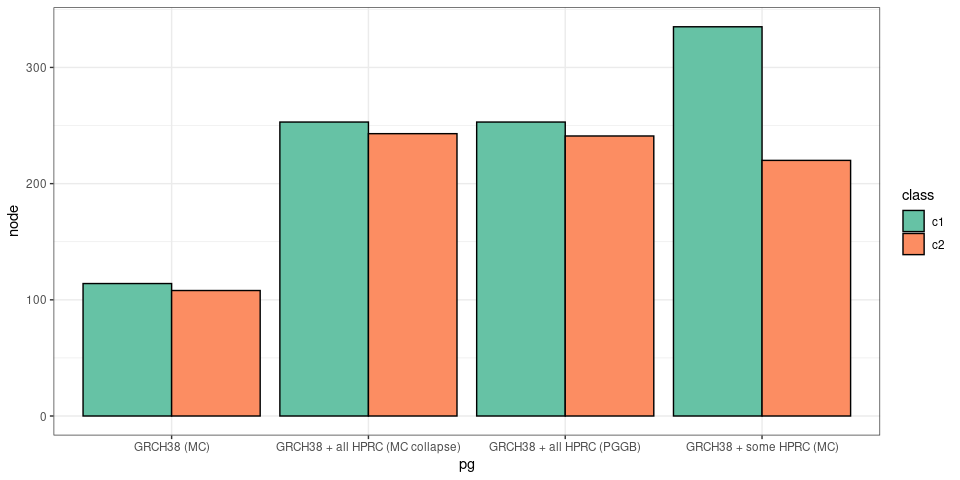 node
300
200
100
0
GRCH38 (MC)
GRCH38 + all HPRC (MC collapse)
GRCH38 + all HPRC (PGGB)
GRCH38 + some HPRC (MC)
pg
class
c1
c2